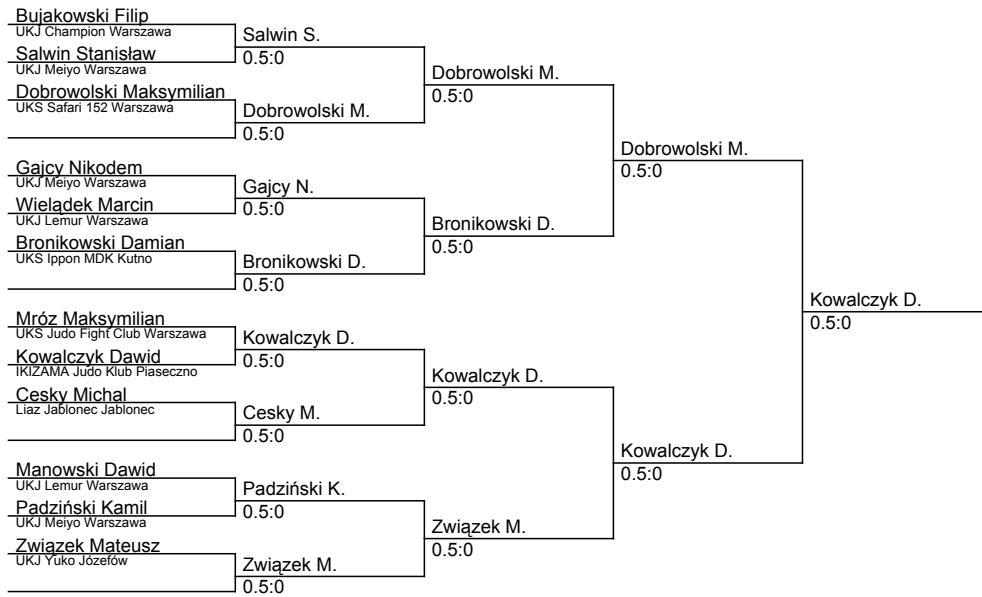 Bujakowski Filip
UKJ Champion Warszawa
Salwin Stanisław
UKJ Meiyo Warszawa
Dobrowolski Maksymilian
UKS Safari 152 Warszawa
Gajcy Nikodem
UKJ Meiyo Warszawa
Wielądek Marcin
UKJ Lemur Warszawa
Bronikowski Damian
UKS Ippon MDK Kutno
Mróz Maksymilian
UKS Judo Fight Club Warszawa
Kowalczyk Dawid
IKIZAMA Judo Klub Piaseczno
Cesky Michal
Liaz Jablonec Jablonec
Manowski Dawid
UKJ Lemur Warszawa
Padziński Kamil
UKJ Meiyo Warszawa
Związek Mateusz
UKJ Yuko Józefów
Salwin S.
0.5:0
Dobrowolski M.
0.5:0
Gajcy N.
0.5:0
Bronikowski D.
0.5:0
Kowalczyk D.
0.5:0
Cesky M.
0.5:0
Padziński K.
0.5:0
Związek M.
0.5:0
Dobrowolski M.
0.5:0
Bronikowski D.
0.5:0
Kowalczyk D.
0.5:0
Związek M.
0.5:0
Dobrowolski M.
0.5:0
Kowalczyk D.
0.5:0
Kowalczyk D.
0.5:0